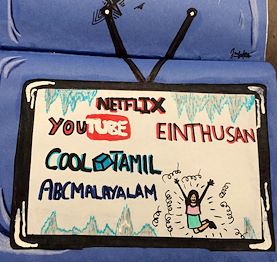 NETFLIX
YOUTUBE EINTHUSAN
COOLTAMIL
ABCMALAYALAM